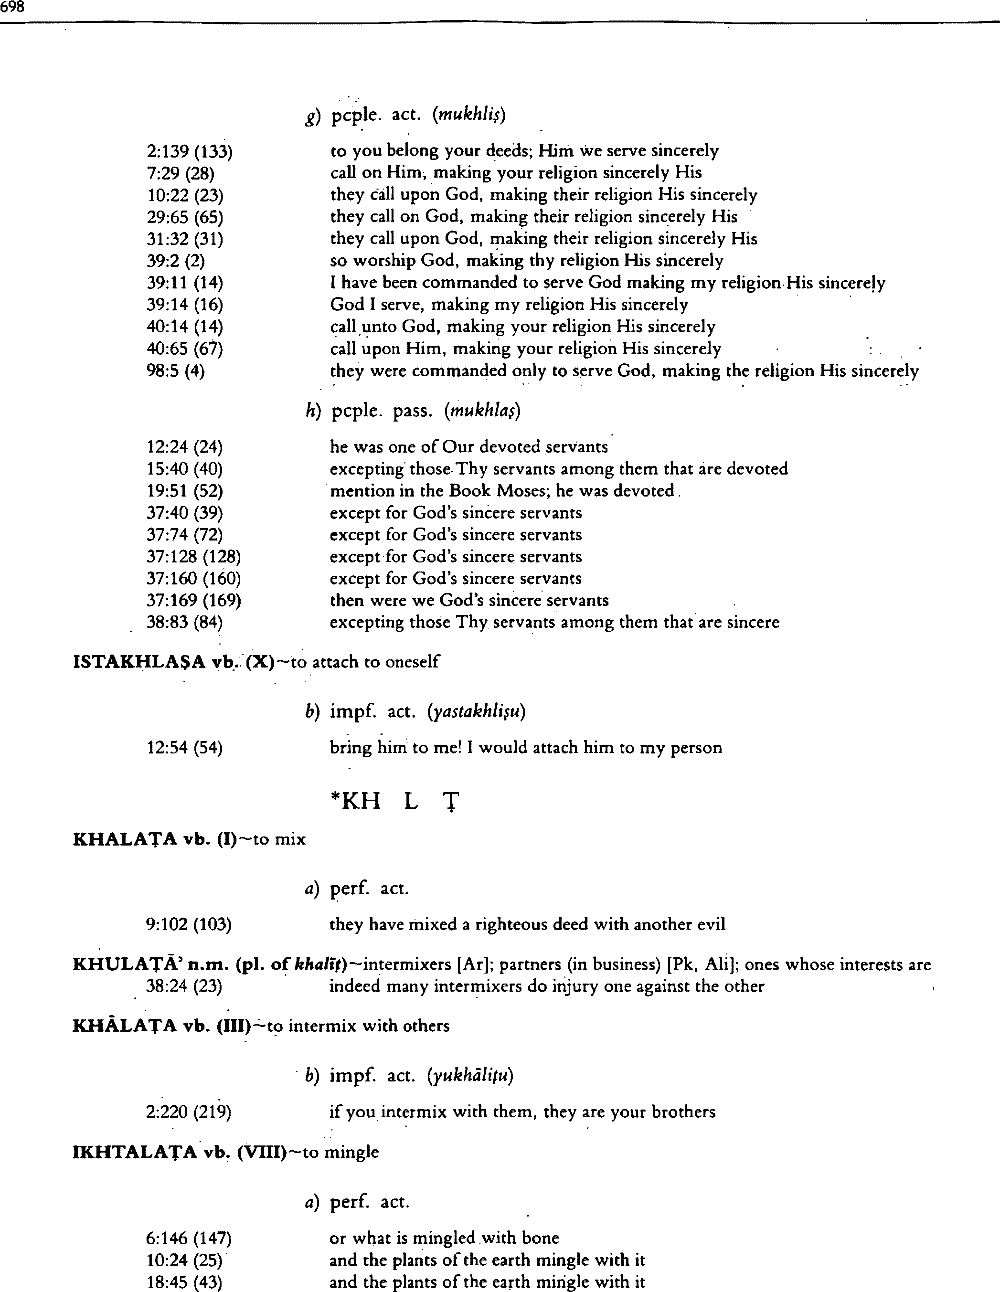 698
g) pcple. act. (mukhliṣ)
2:139 (133) to you belong your deeds; Him we serve sincerely
7:29 (28) call on Him, making your religion sincerely His
10:22 (23) they call upon God, making their religion His sincerely
29:65 (65) they call on God, making their religion sincerely His
31:32 (31) they call upon God, making their religion sincerely His
39:2 (2) so worship God, making thy religion His sincerely
39:11 (14) I have been commanded to serve God making my religion His sincerely
39:14 (16) God I serve, making my religion His sincerely
40:14 (14) call unto God, making your religion His sincerely
40:65 (67) call upon Him, making your religion His sincerely
98:5 (4) they were commanded only to serve God, making the religion His sincerely
h) pcple. pass. (mukhlaṣ)
12:24 (24) he was one of Our devoted servants
15:40 (40) excepting those Thy servants among them that are devoted
19:51 (52) mention in the Book Moses; he was devoted
37:40 (39) except for God's sincere servants
37:74 (72) except for God's sincere servants
37:128 (128) except for God's sincere servants
37:160 (160) except for God's sincere servants
37:169 (169) then were we God's sincere servants
38:83 (84) excepting those Thy servants among them that are sincere
ISTAKHLAṢA vb. (X)~to attach to oneself
b) impf. act. (yastakhliṣu)
12:54 (54) bring him to me! I would attach him to my person
*KH L Ṭ
KHALAṬA vb. (I)~to mix
a) perf. act.
9:102 (103) they have mixed a righteous deed with another evil
KHULAṬĀʾ n.m. (pl. of khalīṭ)~intermixers [Ar]; partners (in business) [Pk, Ali]; ones whose interests are
38:24 (23) indeed many intermixers do injury one against the other
KHĀLAṬA vb. (III)~to intermix with others
b) impf. act. (yukhāliṭu)
2:220 (219) if you intermix with them, they are your brothers
IKHTALAṬA vb. (VIII)~to mingle
a) perf. act.
6:146 (147) or what is mingled with bone
10:24 (25) and the plants of the earth mingle with it
18:45 (43) and the plants of the earth mingle with it